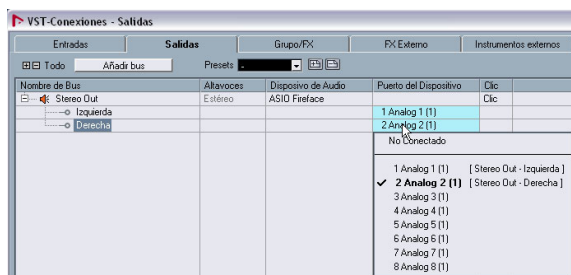 VST-Conexiones - Salidas
Entradas Salidas Grupo/FX FX Externo Instrumentos externos
Todo Añadir bus Presets -
Nombre de Bus Altavoces Disposivo de Audio Puerto del Dispositivo Clic
Stereo Out Estéreo ASIO Fireface Clic
Izquierda 1 Analog 1 (1)
Derecha 2 Analog 2 (1)
No Conectado
1 Analog 1 (1) [ Stereo Out - Izquierda ]
2 Analog 2 (1) [ Stereo Out - Derecha ]
3 Analog 3 (1)
4 Analog 4 (1)
5 Analog 5 (1)
6 Analog 6 (1)
7 Analog 7 (1)
8 Analog 8 (1)